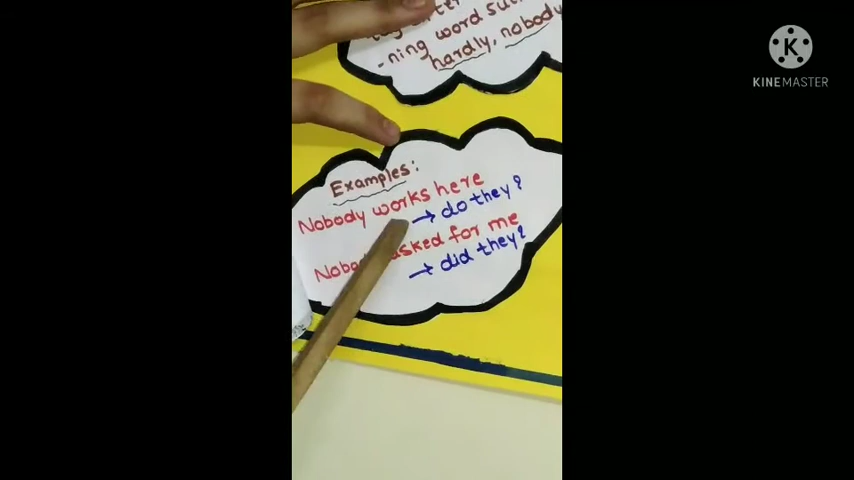 -ning word such
hardly, nobody
Examples:
Nobody works here
→ do they?
asked for me
→ did they?
KINEMASTER